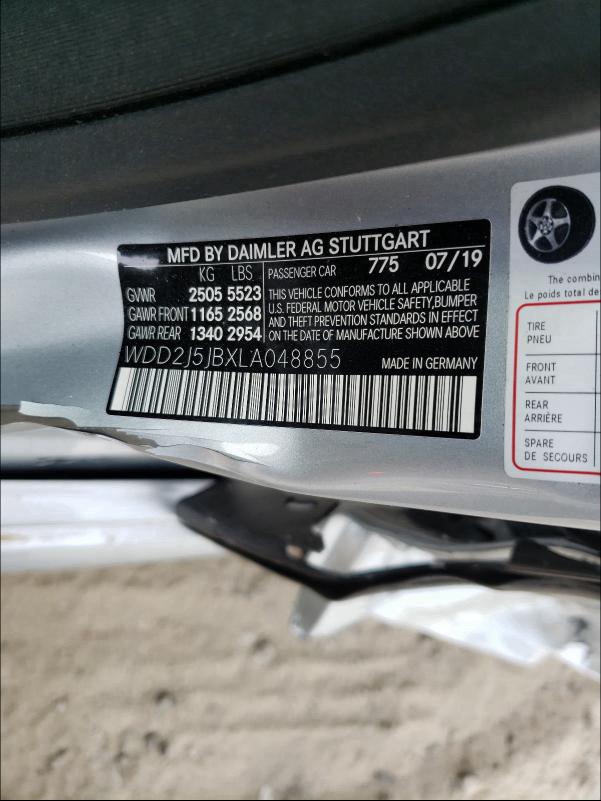 MFD BY DAIMLER AG STUTTGART
KG LBS PASSENGER CAR 775 07/19
GVWR 2505 5523
GAWR FRONT 1165 2568
GAWR REAR 1340 2954
THIS VEHICLE CONFORMS TO ALL APPLICABLE
U.S. FEDERAL MOTOR VEHICLE SAFETY,BUMPER
AND THEFT PREVENTION STANDARDS IN EFFECT
ON THE DATE OF MANUFACTURE SHOWN ABOVE
WDD2J5JBXLA048855 MADE IN GERMANY
The combin
Le poids total de
TIRE
PNEU
FRONT
AVANT
REAR
ARRIÈRE
SPARE
DE SECOURS